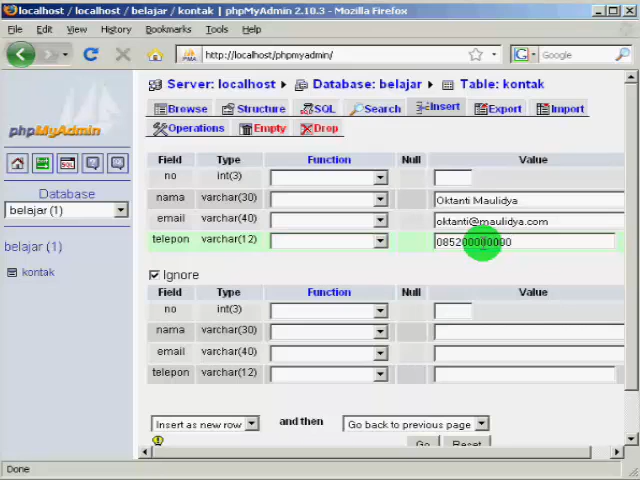 localhost / localhost / belajar / kontak | phpMyAdmin 2.10.3 - Mozilla Firefox
File Edit View History Bookmarks Tools Help
http://localhost/phpmyadmin/
Google
phpMyAdmin
Database
belajar (1)
belajar (1)
kontak
Server: localhost Database: belajar Table: kontak
Browse Structure SQL Search Insert Export Import
Operations Empty Drop
Field Type Function Null Value
no int(3)
nama varchar(30) Oktanti Maulidya
email varchar(40) oktanti@maulidya.com
telepon varchar(12) 085200000000
Ignore
Field Type Function Null Value
no int(3)
nama varchar(30)
email varchar(40)
telepon varchar(12)
Insert as new row and then Go back to previous page
Go Reset
Done